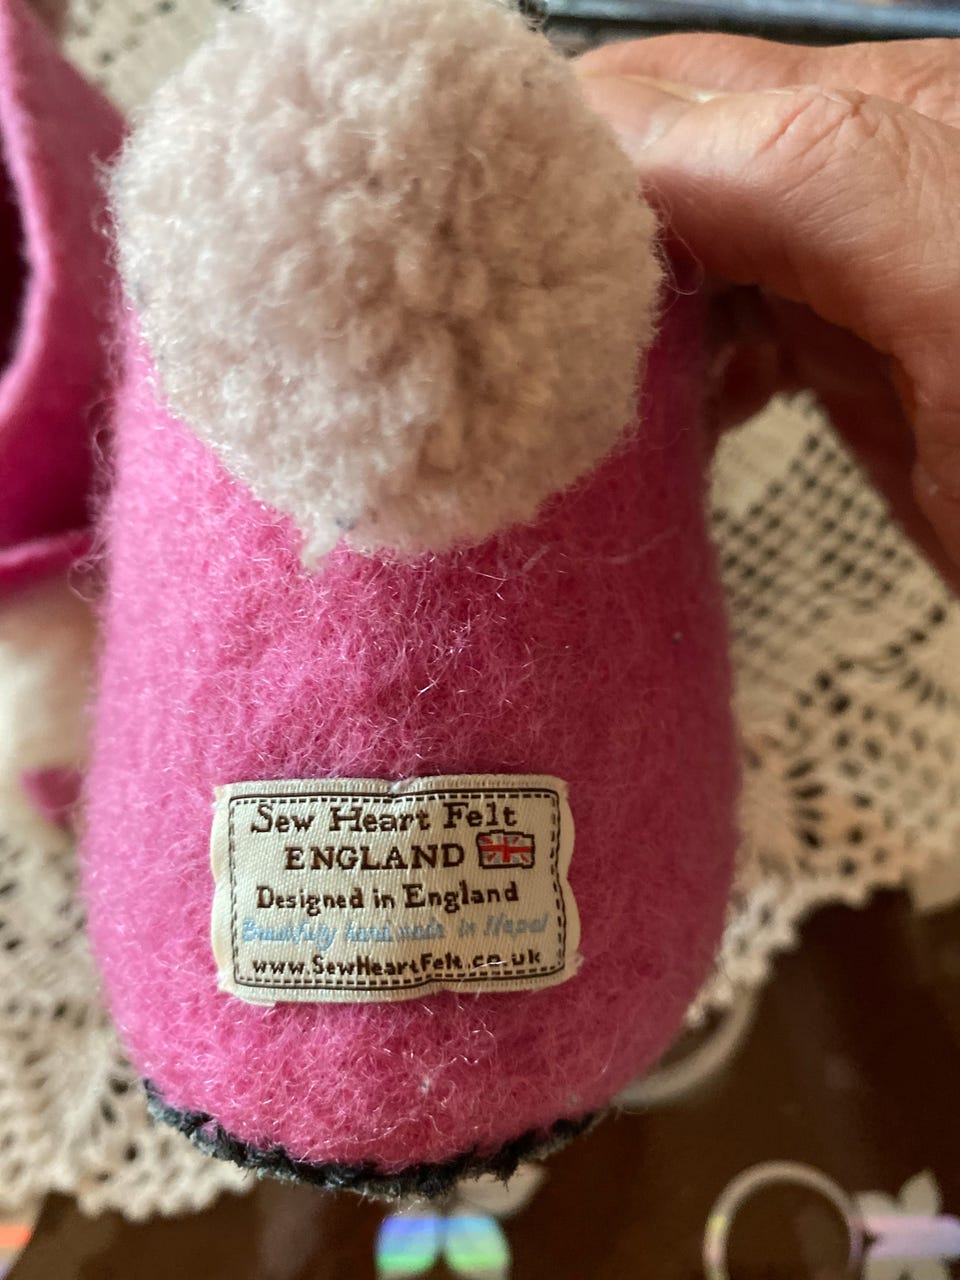 Sew Heart Felt
ENGLAND
Designed in England
Beautifully hand made in Nepal
www.SewHeartFelt.co.uk